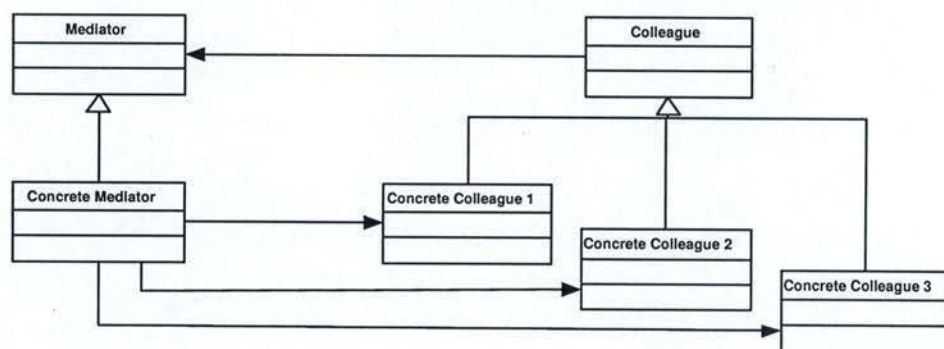 Mediator
Colleague
Concrete Mediator
Concrete Colleague 1
Concrete Colleague 2
Concrete Colleague 3